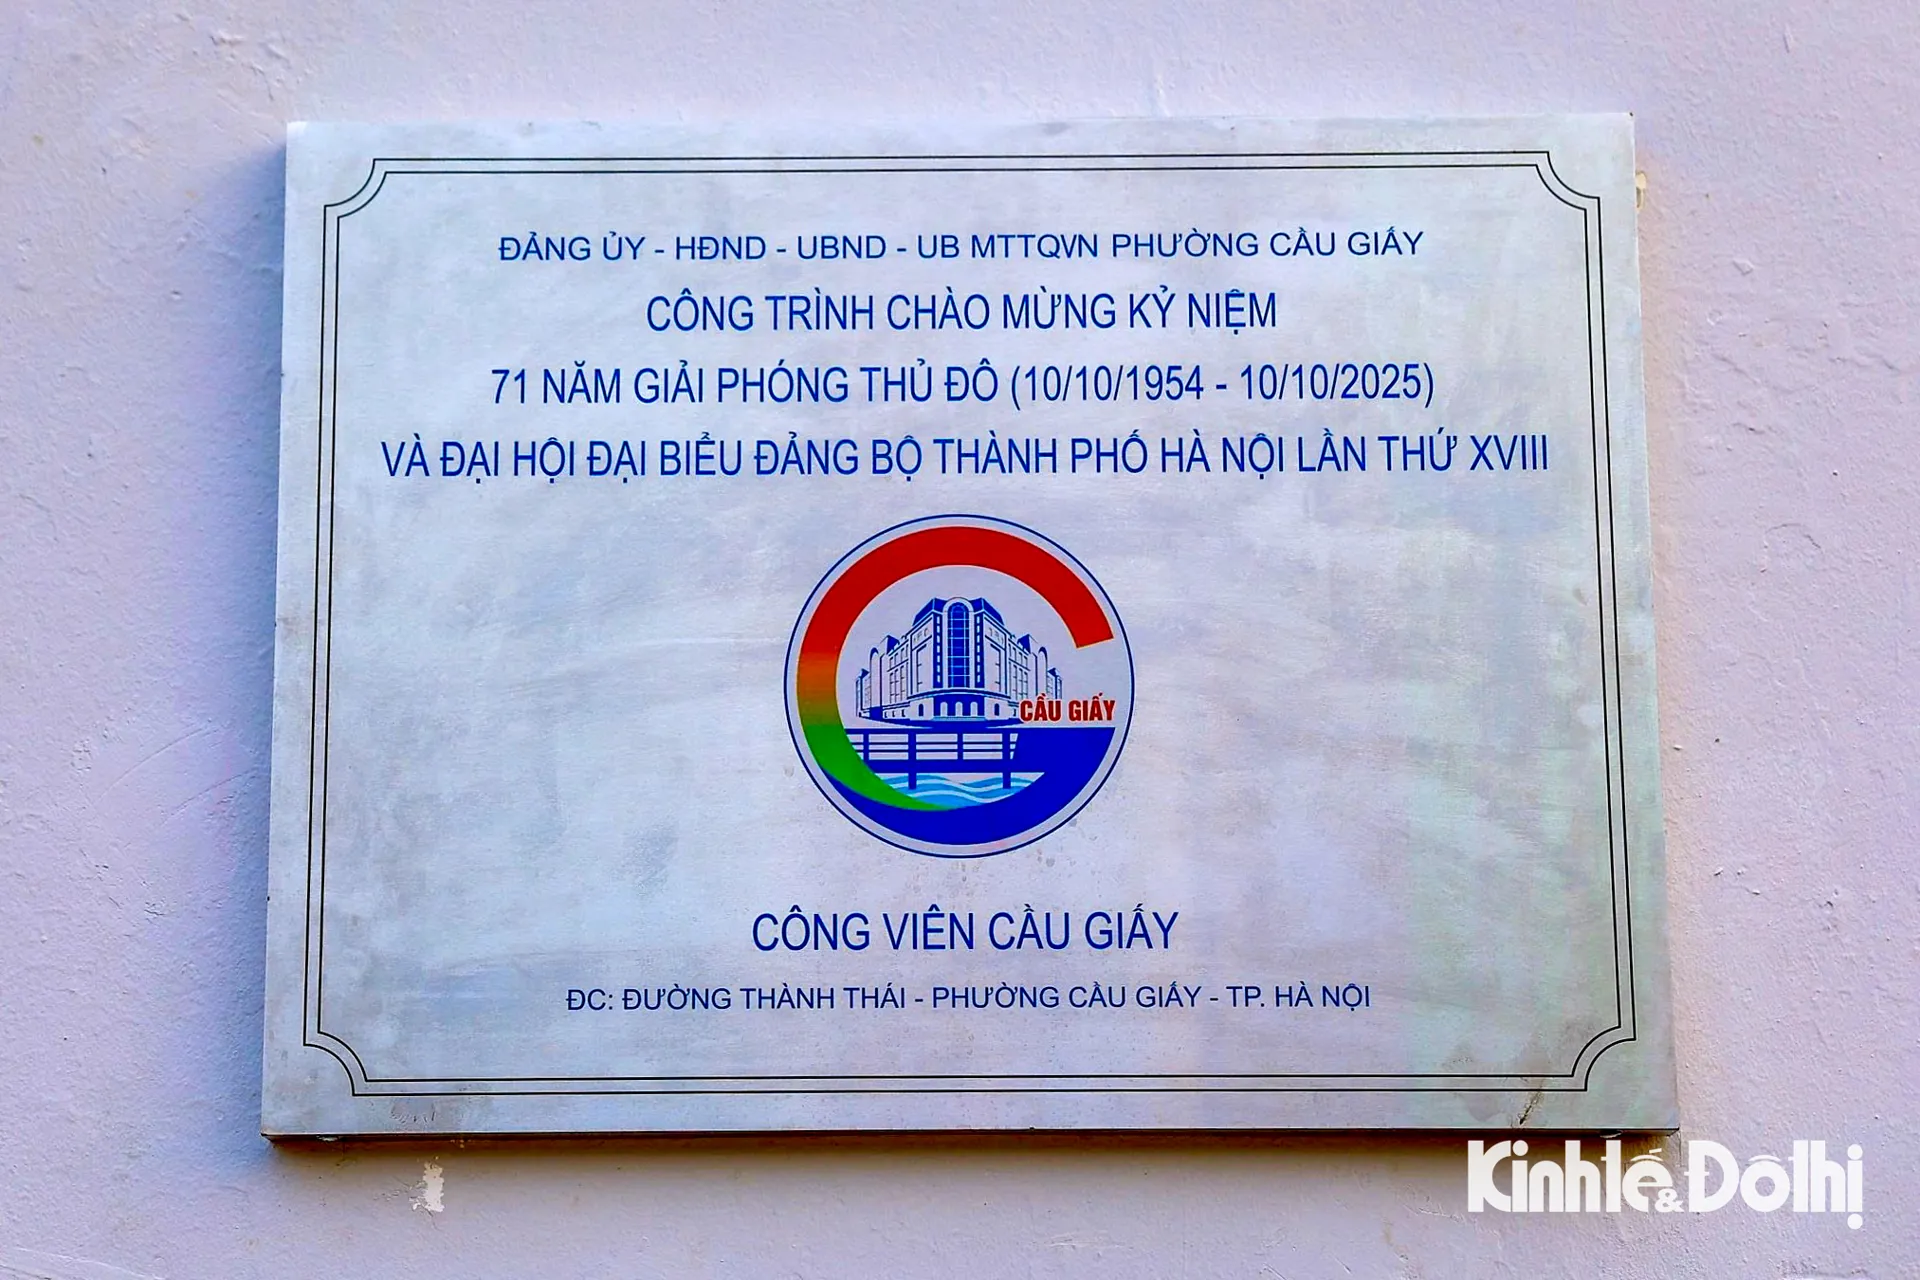 ĐẢNG ỦY - HĐND - UBND - UB MTTQVN PHƯỜNG CẦU GIẤY
CÔNG TRÌNH CHÀO MỪNG KỶ NIỆM
71 NĂM GIẢI PHÓNG THỦ ĐÔ (10/10/1954 - 10/10/2025)
VÀ ĐẠI HỘI ĐẠI BIỂU ĐẢNG BỘ THÀNH PHỐ HÀ NỘI LẦN THỨ XVIII
CẦU GIẤY
CÔNG VIÊN CẦU GIẤY
ĐC: ĐƯỜNG THÀNH THÁI - PHƯỜNG CẦU GIẤY - TP. HÀ NỘI
Kinhtế&Đôthị